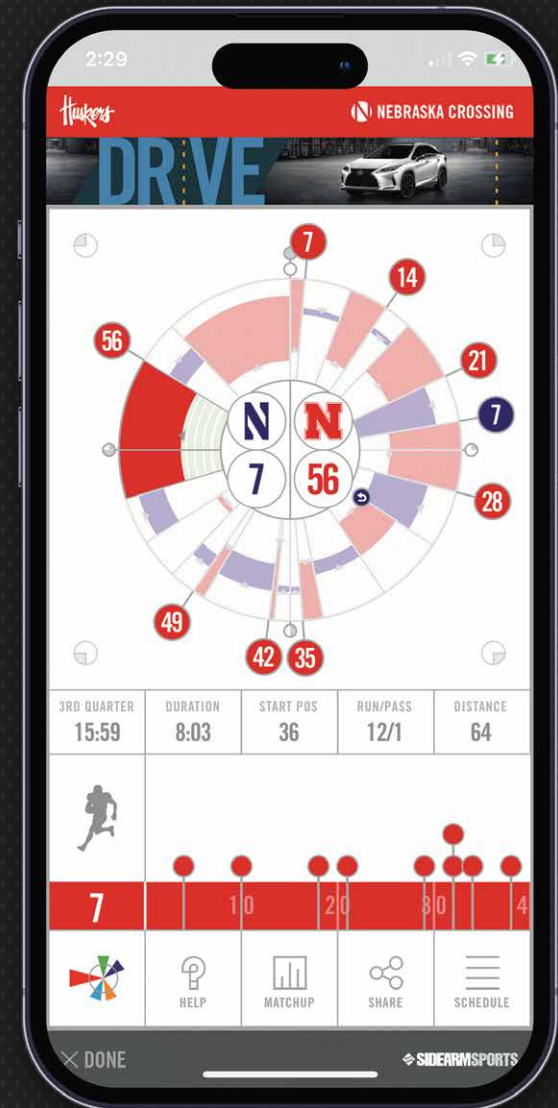 2:29
Huskers
N NEBRASKA CROSSING
DRIVE
7
14
56
21
7
N N
7 56
28
49
42 35
3RD QUARTER DURATION START POS RUN/PASS DISTANCE
15:59 8:03 36 12/1 64
7 10 20 30 4
HELP MATCHUP SHARE SCHEDULE
× DONE SIDEARMSPORTS